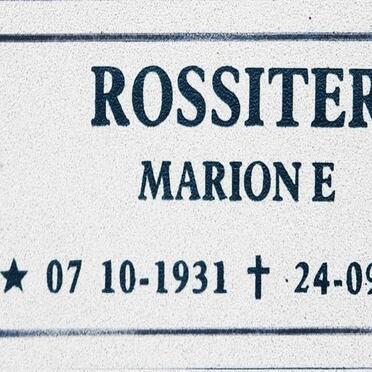 ROSSITER
MARION E
★ 07 10-1931 ✝ 24-09